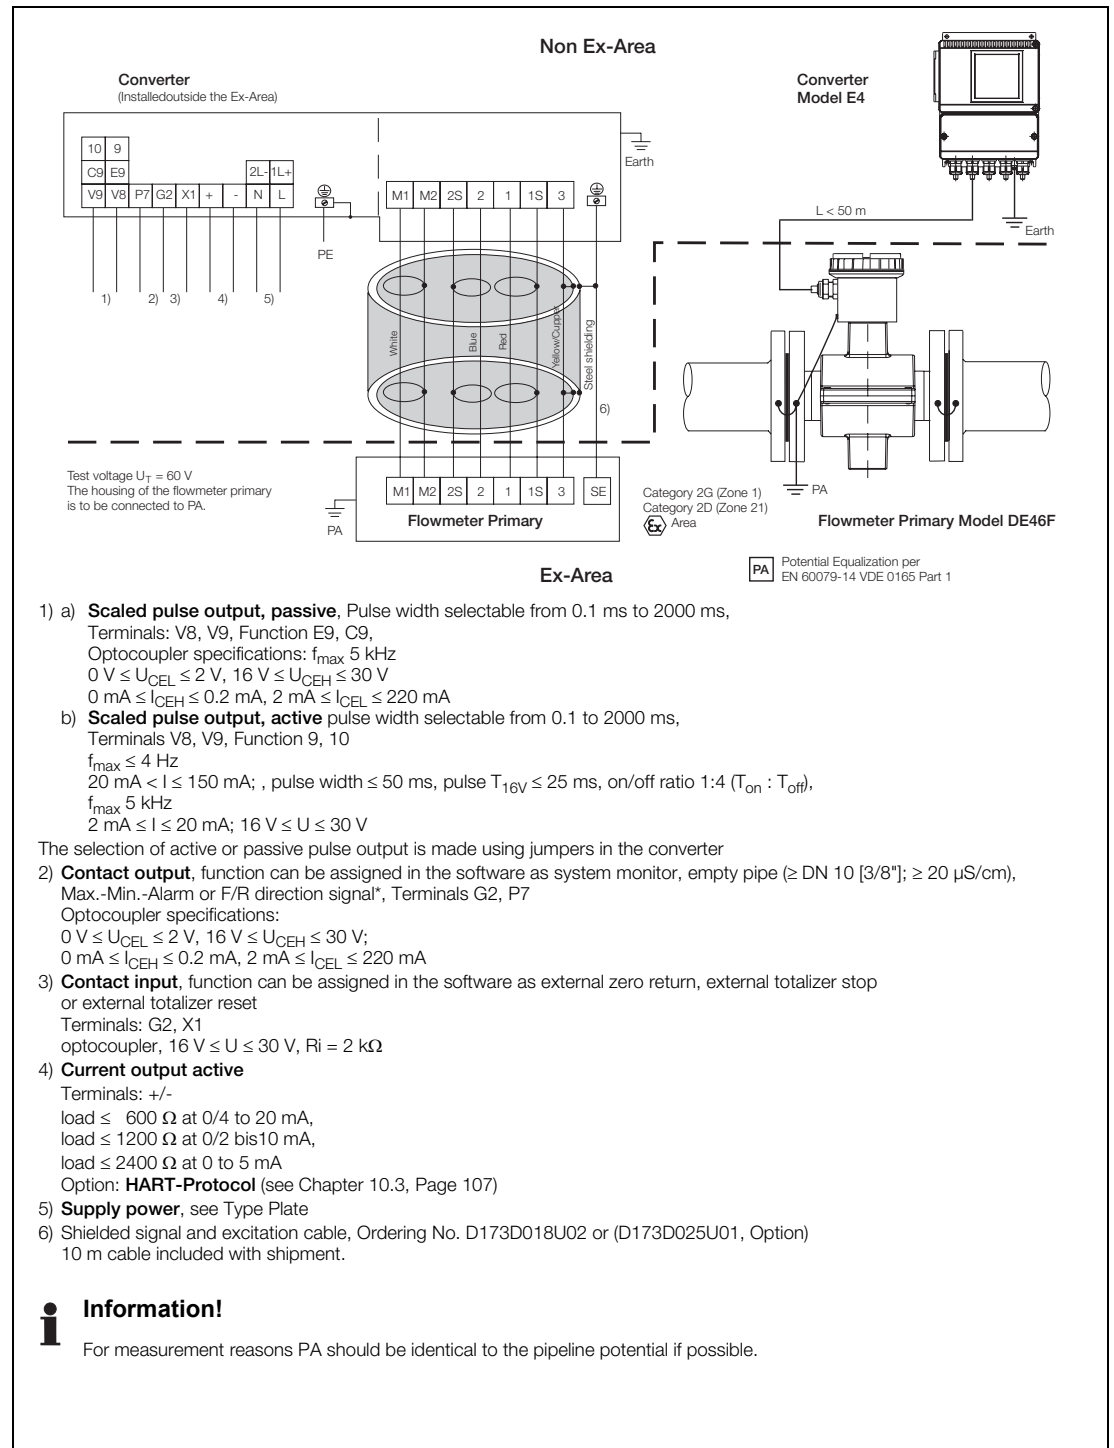 Non Ex-Area
Converter
(Installedoutside the Ex-Area)
Converter
Model E4
10 9
C9 E9 2L- 1L+
V9 V8 P7 G2 X1 + - N L
PE
1) 2) 3) 4) 5)
M1 M2 2S 2 1 1S 3
Earth
L < 50 m
Earth
White
Blue
Red
Yellow/Cupper
Steel shielding
6)
Test voltage U_T = 60 V
The housing of the flowmeter primary
is to be connected to PA.
PA
M1 M2 2S 2 1 1S 3 SE
Flowmeter Primary
Category 2G (Zone 1)
Category 2D (Zone 21)
Ex Area
PA
Flowmeter Primary Model DE46F
Ex-Area
PA Potential Equalization per
EN 60079-14 VDE 0165 Part 1
1) a) Scaled pulse output, passive, Pulse width selectable from 0.1 ms to 2000 ms,
Terminals: V8, V9, Function E9, C9,
Optocoupler specifications: f_max 5 kHz
0 V ≤ U_CEL ≤ 2 V, 16 V ≤ U_CEH ≤ 30 V
0 mA ≤ I_CEH ≤ 0.2 mA, 2 mA ≤ I_CEL ≤ 220 mA
b) Scaled pulse output, active pulse width selectable from 0.1 to 2000 ms,
Terminals V8, V9, Function 9, 10
f_max ≤ 4 Hz
20 mA < I ≤ 150 mA; , pulse width ≤ 50 ms, pulse T_16V ≤ 25 ms, on/off ratio 1:4 (T_on : T_off),
f_max 5 kHz
2 mA ≤ I ≤ 20 mA; 16 V ≤ U ≤ 30 V
The selection of active or passive pulse output is made using jumpers in the converter
2) Contact output, function can be assigned in the software as system monitor, empty pipe (≥ DN 10 [3/8"]; ≥ 20 µS/cm),
Max.-Min.-Alarm or F/R direction signal*, Terminals G2, P7
Optocoupler specifications:
0 V ≤ U_CEL ≤ 2 V, 16 V ≤ U_CEH ≤ 30 V;
0 mA ≤ I_CEH ≤ 0.2 mA, 2 mA ≤ I_CEL ≤ 220 mA
3) Contact input, function can be assigned in the software as external zero return, external totalizer stop
or external totalizer reset
Terminals: G2, X1
optocoupler, 16 V ≤ U ≤ 30 V, Ri = 2 kΩ
4) Current output active
Terminals: +/-
load ≤ 600 Ω at 0/4 to 20 mA,
load ≤ 1200 Ω at 0/2 bis10 mA,
load ≤ 2400 Ω at 0 to 5 mA
Option: HART-Protocol (see Chapter 10.3, Page 107)
5) Supply power, see Type Plate
6) Shielded signal and excitation cable, Ordering No. D173D018U02 or (D173D025U01, Option)
10 m cable included with shipment.
i Information!
For measurement reasons PA should be identical to the pipeline potential if possible.